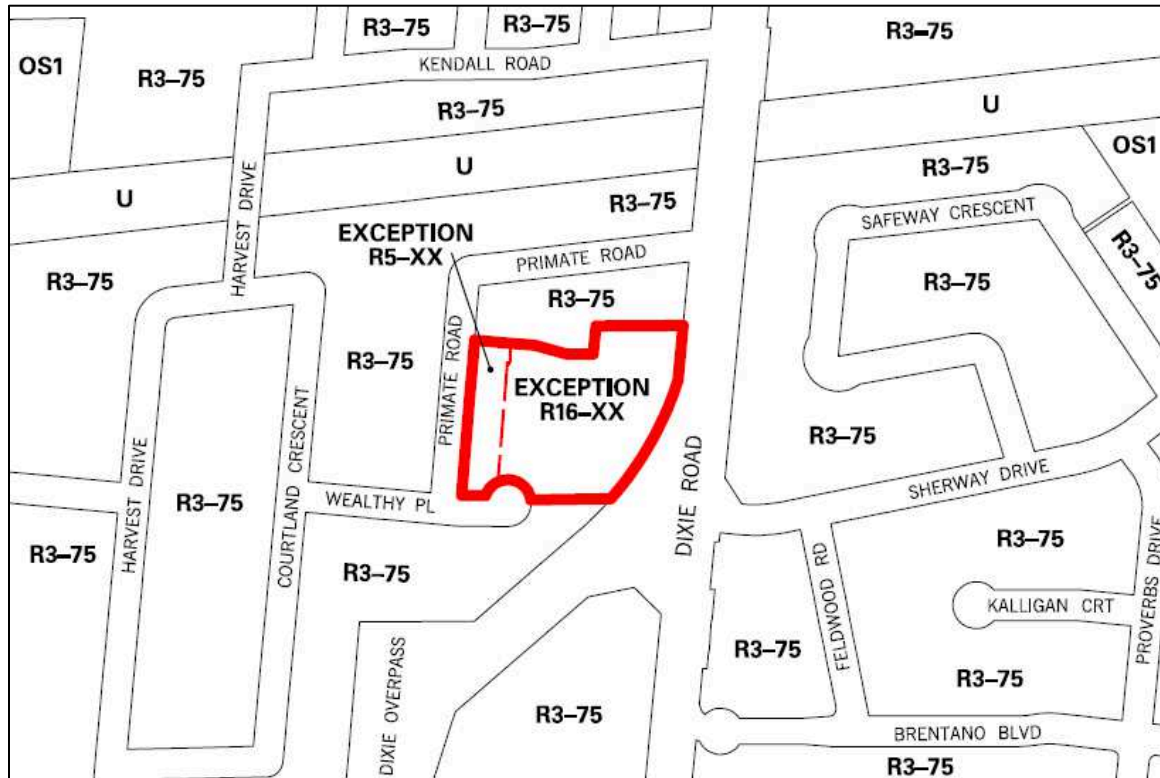 R3–75
R3–75
R3–75
OS1
R3–75
KENDALL ROAD
R3–75
U
OS1
U
R3–75
U
HARVEST DRIVE
R3–75
SAFEWAY CRESCENT
EXCEPTION
R5–XX
PRIMATE ROAD
R3–75
R3–75
R3–75
R3–75
PRIMATE ROAD
R3–75
EXCEPTION
R16–XX
R3–75
HARVEST DRIVE
COURTLAND CRESCENT
DIXIE ROAD
SHERWAY DRIVE
R3–75
WEALTHY PL
R3–75
R3–75
R3–75
FELDWOOD RD
KALLIGAN CRT
PROVERBS DRIVE
R3–75
R3–75
DIXIE OVERPASS
R3–75
BRENTANO BLVD
R3–75